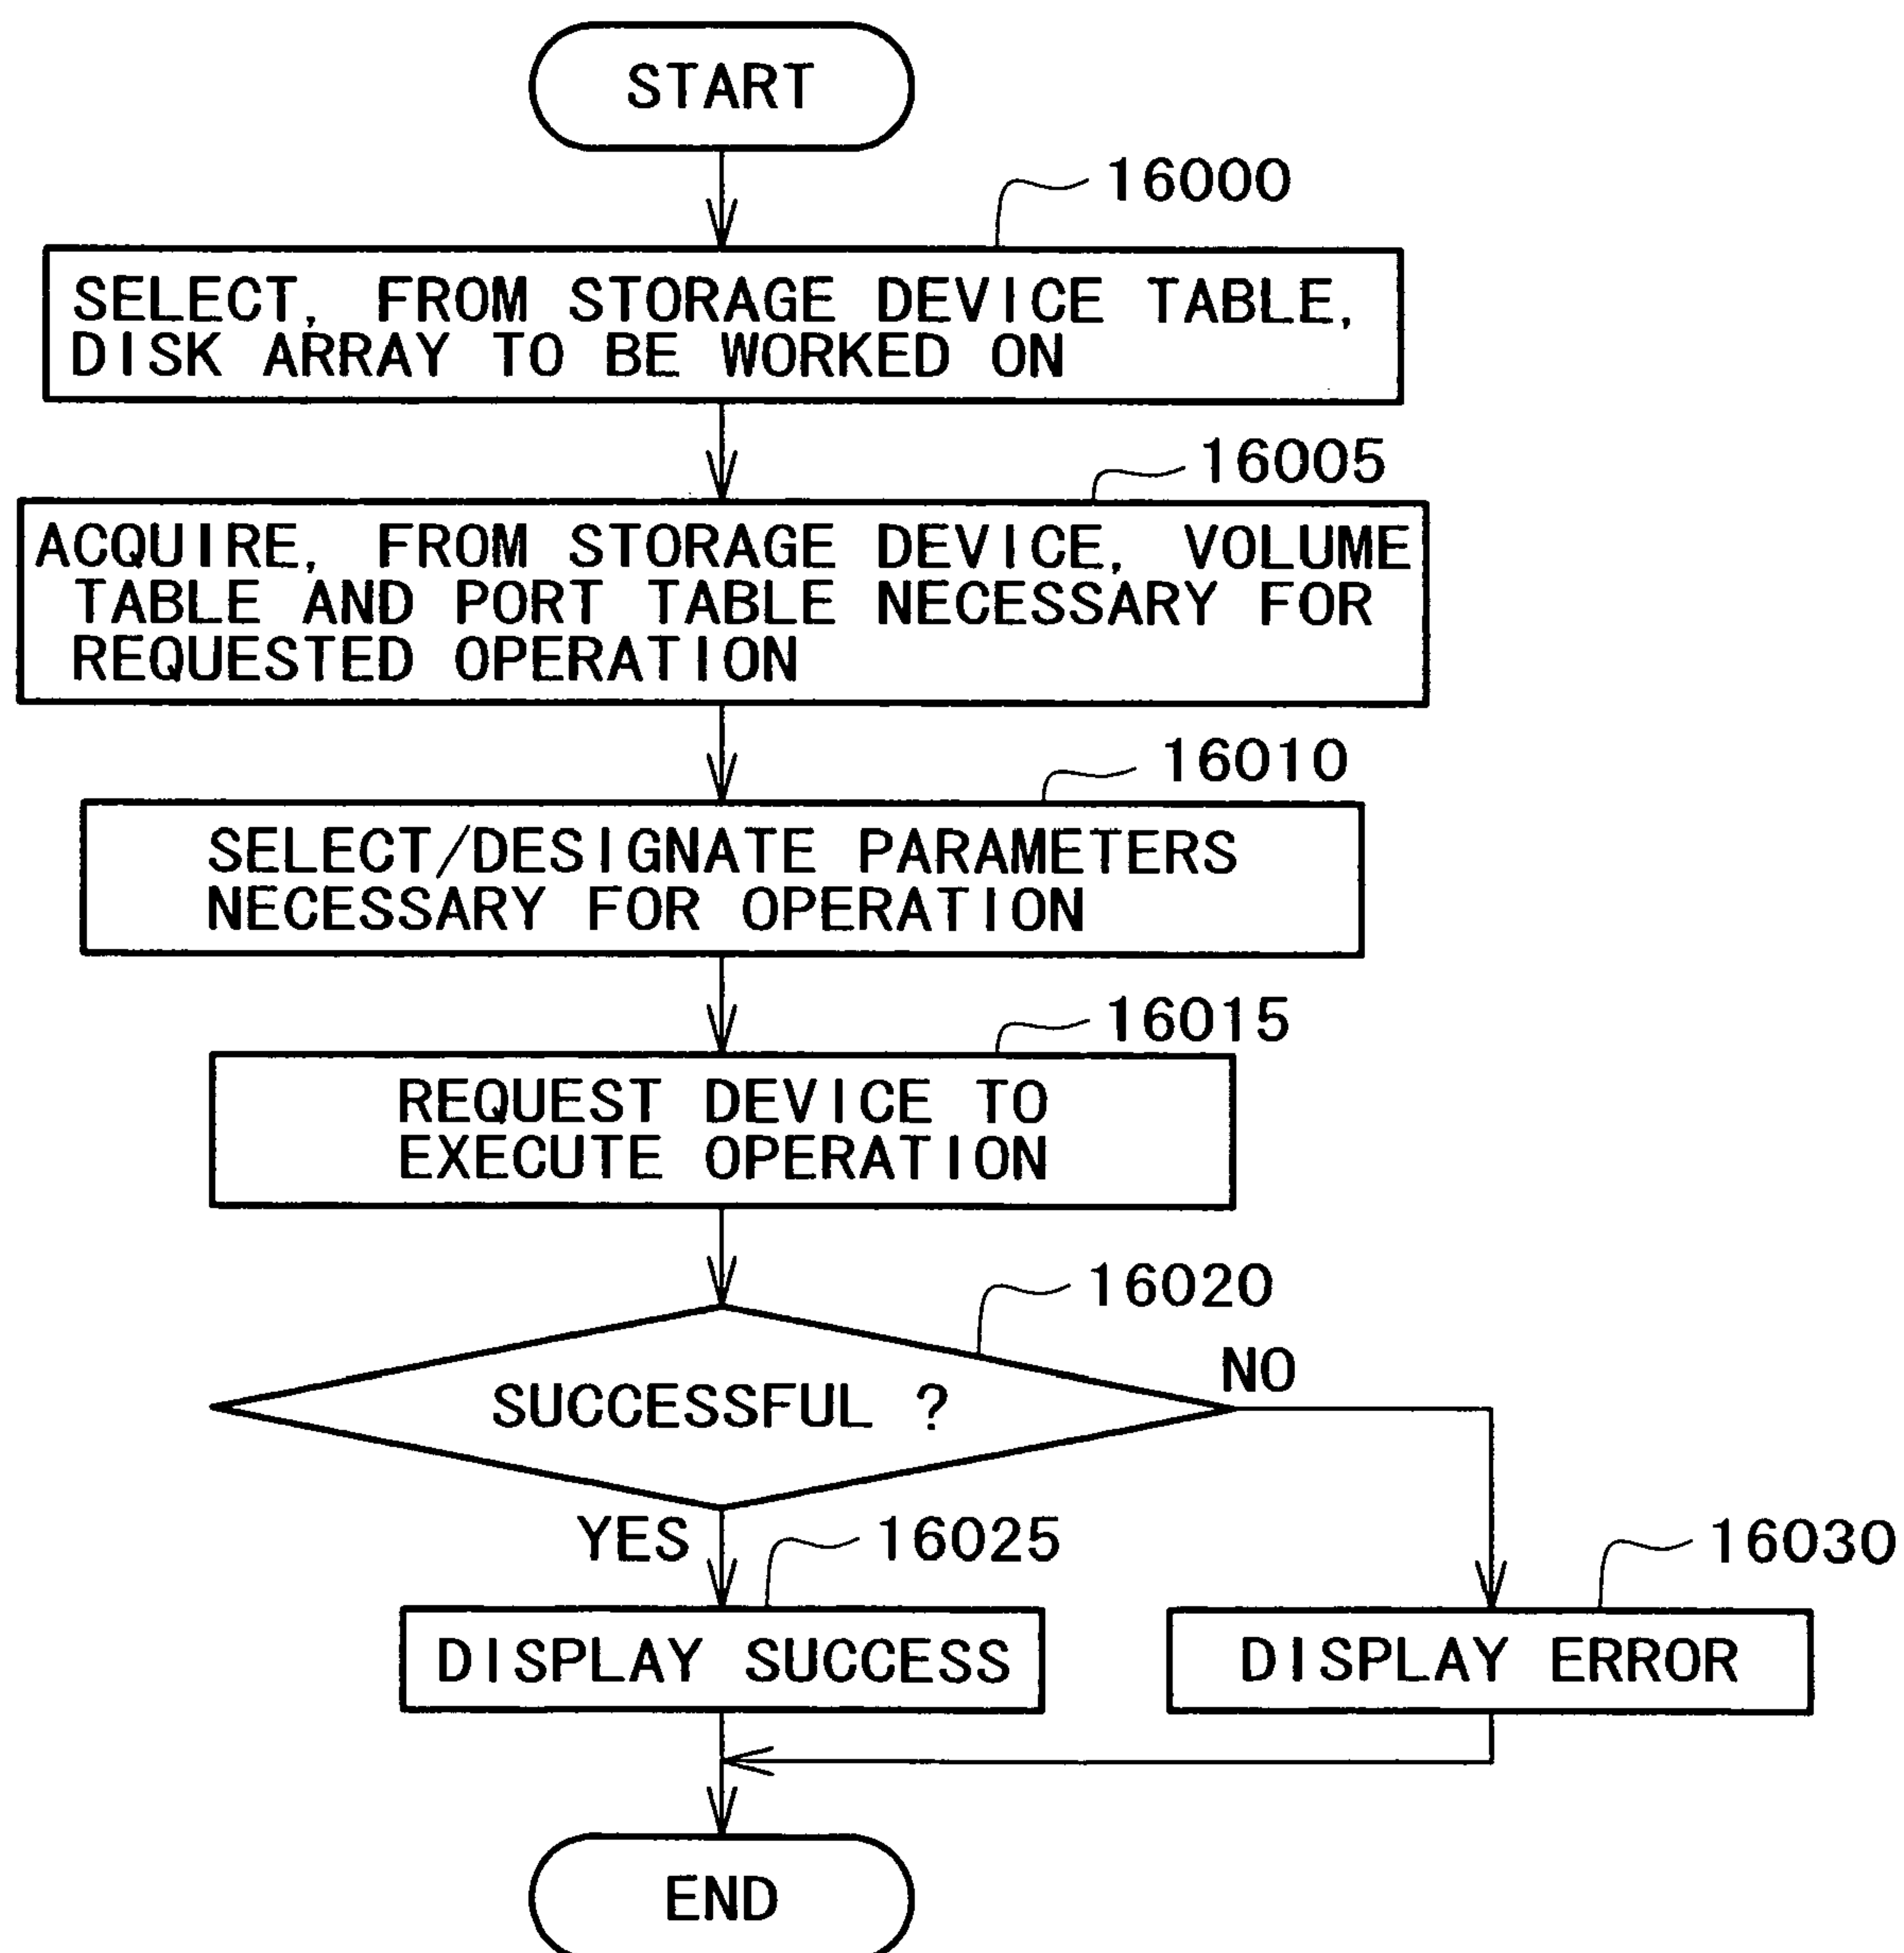 START
16000
SELECT, FROM STORAGE DEVICE TABLE,
DISK ARRAY TO BE WORKED ON
16005
ACQUIRE, FROM STORAGE DEVICE, VOLUME
TABLE AND PORT TABLE NECESSARY FOR
REQUESTED OPERATION
16010
SELECT/DESIGNATE PARAMETERS
NECESSARY FOR OPERATION
16015
REQUEST DEVICE TO
EXECUTE OPERATION
16020
SUCCESSFUL ?
NO
YES
16025
16030
DISPLAY SUCCESS
DISPLAY ERROR
END